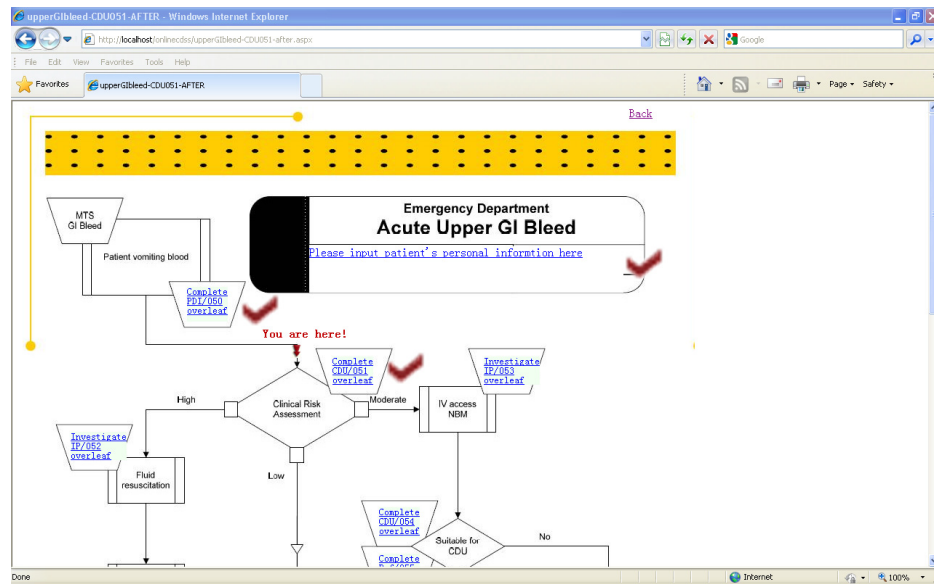 upperGIbleed-CDU051-AFTER - Windows Internet Explorer
http://localhost/onlinecdss/upperGIbleed-CDU051-after.aspx
Google
File Edit View Favorites Tools Help
Favorites
upperGIbleed-CDU051-AFTER
Page
Safety
Back
MTS
GI Bleed
Patient vomiting blood
Emergency Department
Acute Upper GI Bleed
Please input patient's personal informtion here
Complete
PDI/050
overleaf
You are here!
Complete
CDU/051
overleaf
Investigate
IP/053
overleaf
High
Clinical Risk
Assessment
Moderate
IV access
NBM
Investigate
IP/052
overleaf
Fluid
resuscitation
Low
Complete
CDU/054
overleaf
Suitable for
CDU
No
Complete
Done
Internet
100%